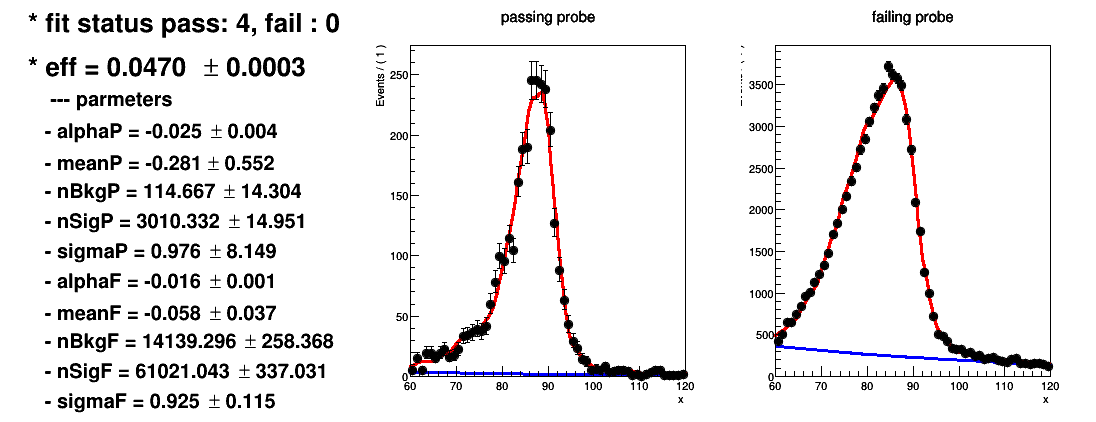 * fit status pass: 4, fail : 0
* eff = 0.0470 ± 0.0003
--- parmeters
- alphaP = -0.025 ± 0.004
- meanP = -0.281 ± 0.552
- nBkgP = 114.667 ± 14.304
- nSigP = 3010.332 ± 14.951
- sigmaP = 0.976 ± 8.149
- alphaF = -0.016 ± 0.001
- meanF = -0.058 ± 0.037
- nBkgF = 14139.296 ± 258.368
- nSigF = 61021.043 ± 337.031
- sigmaF = 0.925 ± 0.115
passing probe
Events / ( 1 )
250
200
150
100
50
0
60 70 80 90 100 110 120
x
failing probe
3500
3000
2500
2000
1500
1000
500
0
60 70 80 90 100 110 120
x